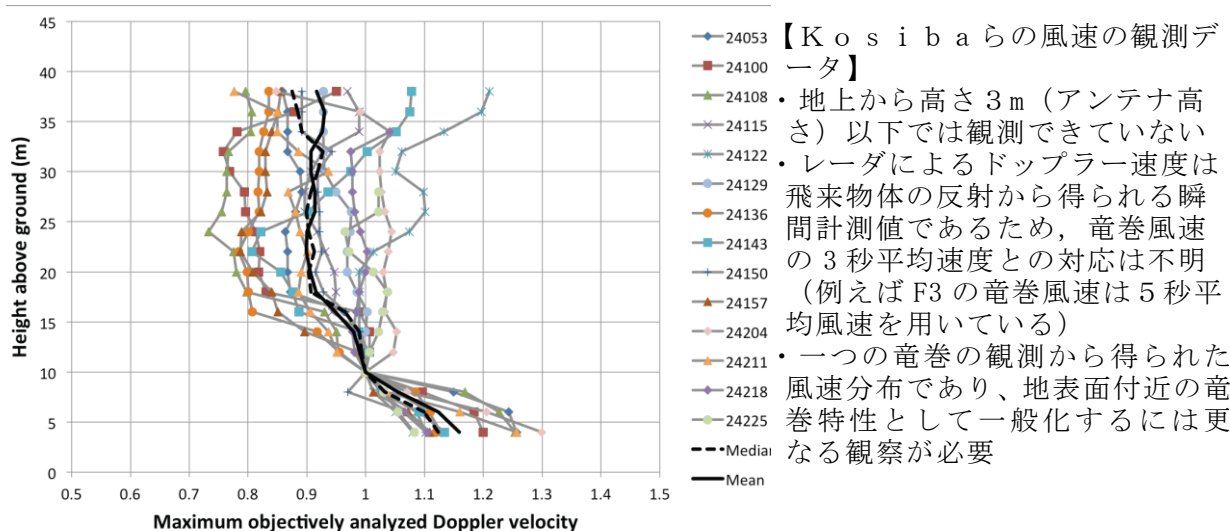 Height above ground (m)
45
40
35
30
25
20
15
10
5
0
0.5
0.6
0.7
0.8
0.9
1
1.1
1.2
1.3
1.4
1.5
Maximum objectively analyzed Doppler velocity
24053
24100
24108
24115
24122
24129
24136
24143
24150
24157
24204
24211
24218
24225
Median
Mean
【Kosibaらの風速の観測デ
ータ】
・地上から高さ3m（アンテナ高
さ）以下では観測できていない
・レーダによるドップラー速度は
飛来物体の反射から得られる瞬
間計測値であるため，竜巻風速
の3秒平均速度との対応は不明
（例えばF3の竜巻風速は5秒平
均風速を用いている）
・一つの竜巻の観測から得られた
風速分布であり、地表面付近の竜
巻特性として一般化するには更
なる観察が必要